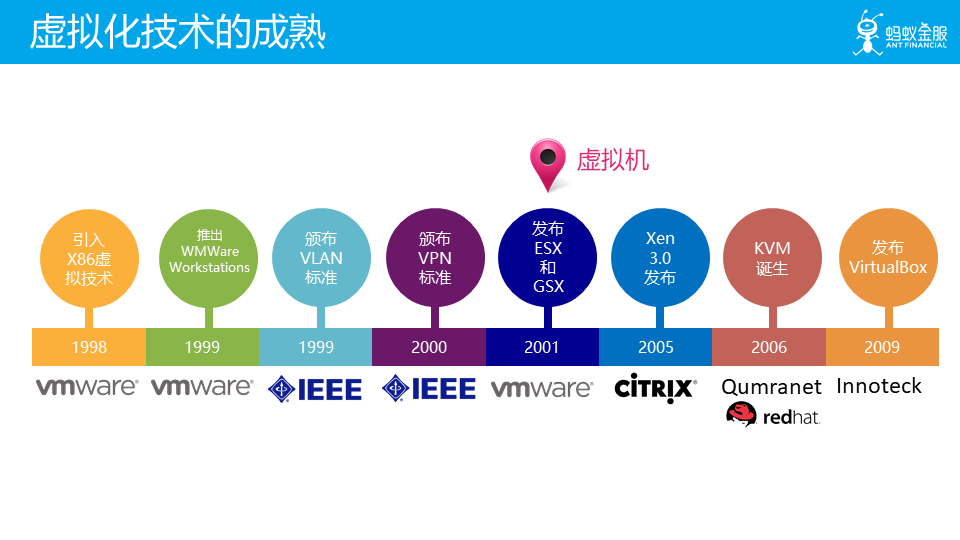 虚拟化技术的成熟
蚂蚁金服
ANT FINANCIAL
虚拟机
引入
X86虚
拟技术
推出
WMWare
Workstations
颁布
VLAN
标准
颁布
VPN
标准
发布
ESX
和
GSX
Xen
3.0
发布
KVM
诞生
发布
VirtualBox
1998
1999
1999
2000
2001
2005
2006
2009
vmware®
vmware®
IEEE
IEEE
vmware®
CİTRIX®
Qumranet
redhat.
Innoteck